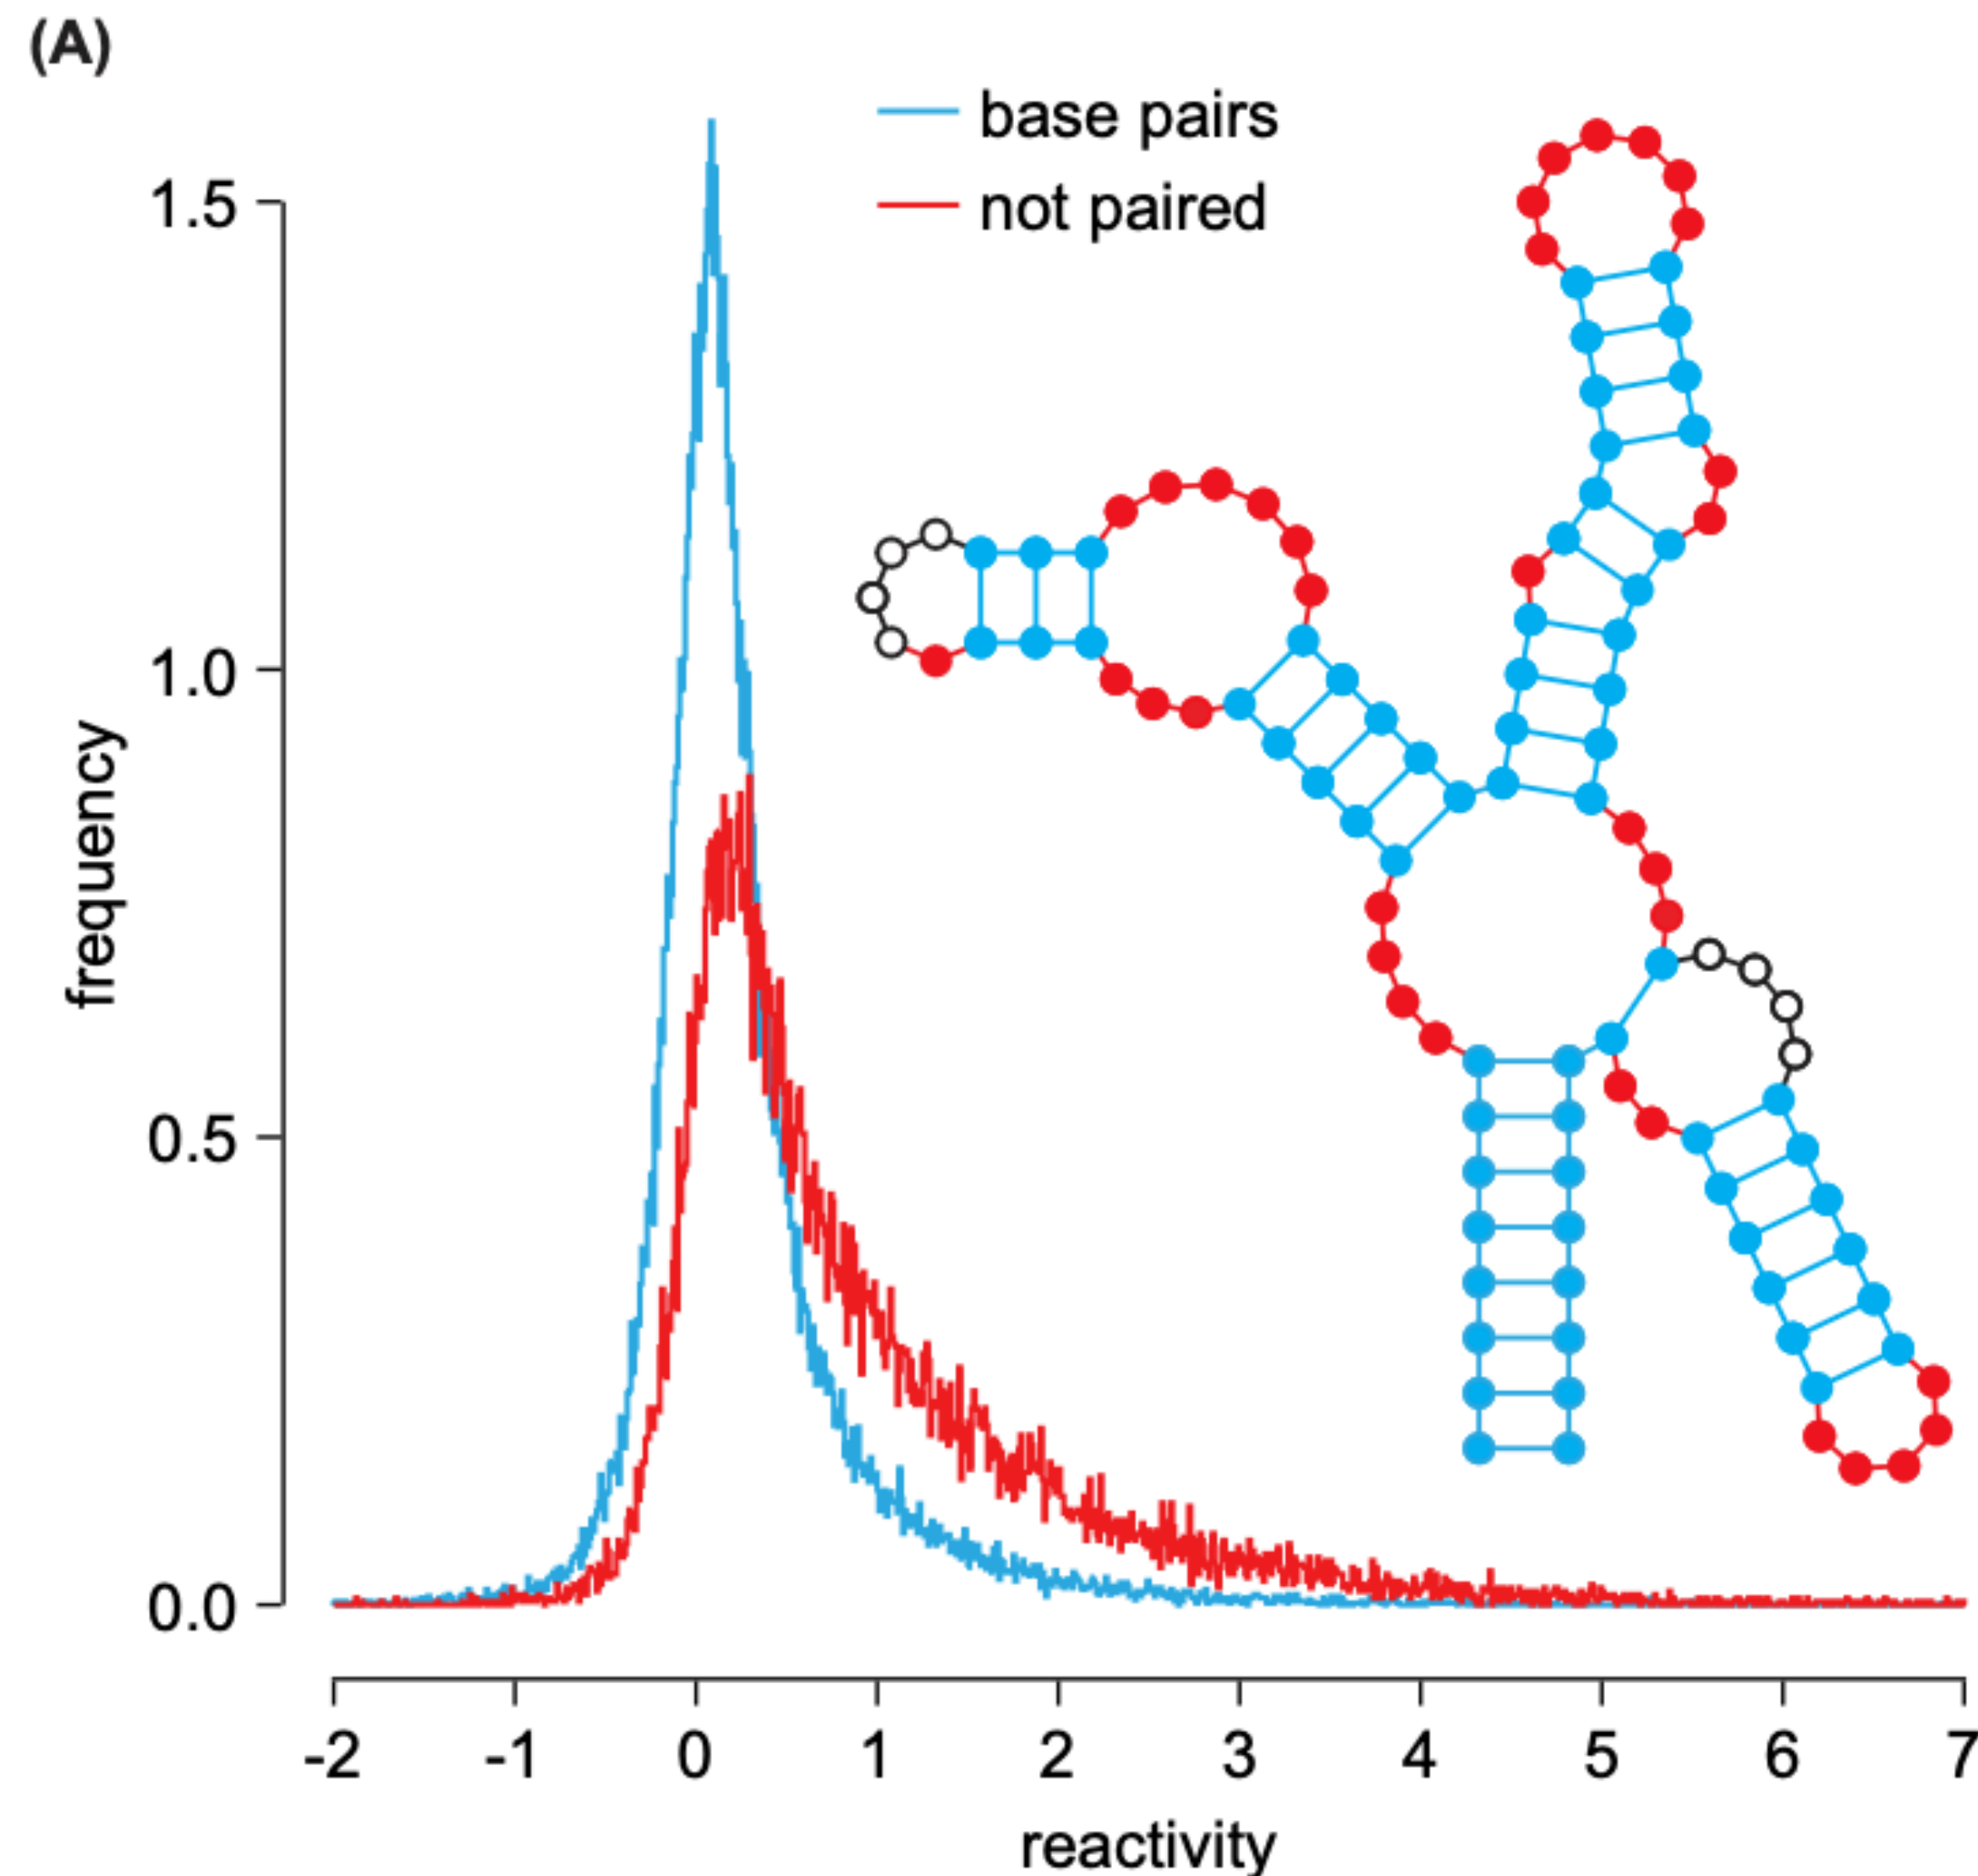 (A)
base pairs
not paired
1.5
1.0
0.5
0.0
frequency
-2 -1 0 1 2 3 4 5 6 7
reactivity